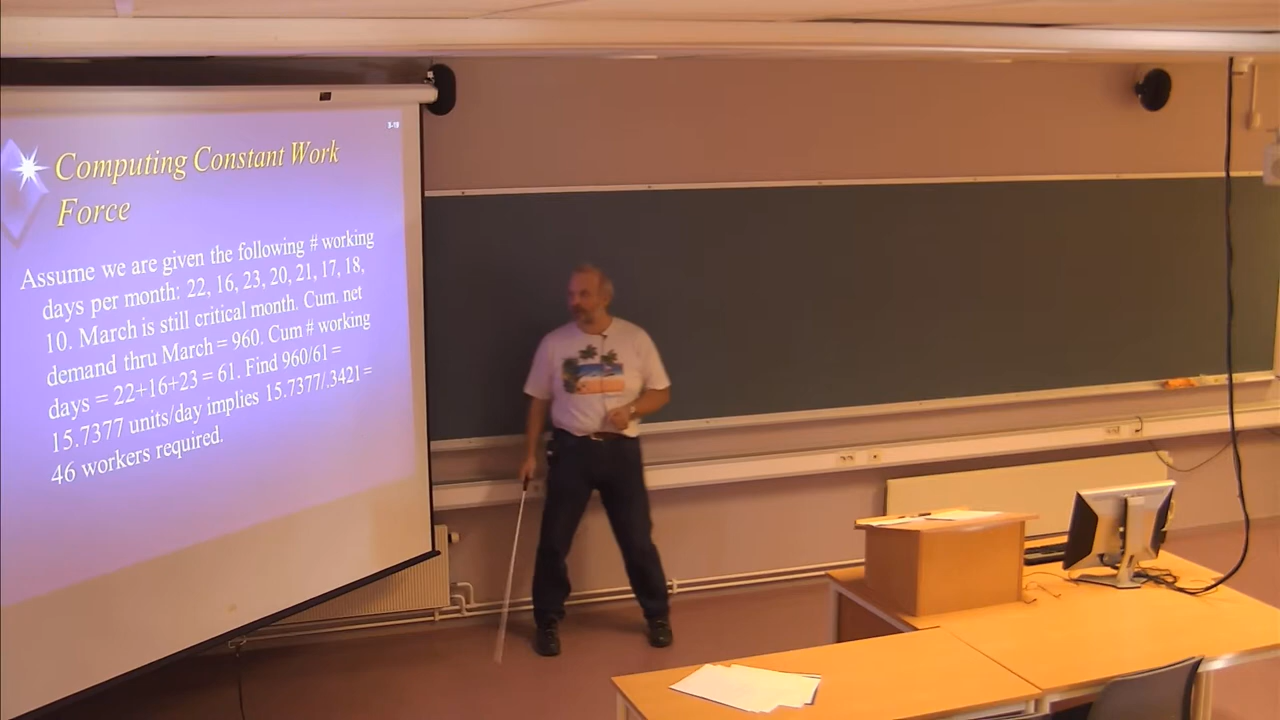 5-19
Computing Constant Work
Force
Assume we are given the following # working
days per month: 22, 16, 23, 20, 21, 17, 18,
10. March is still critical month. Cum. net
demand thru March = 960. Cum # working
days = 22+16+23 = 61. Find 960/61 =
15.7377 units/day implies 15.7377/.3421 =
46 workers required.